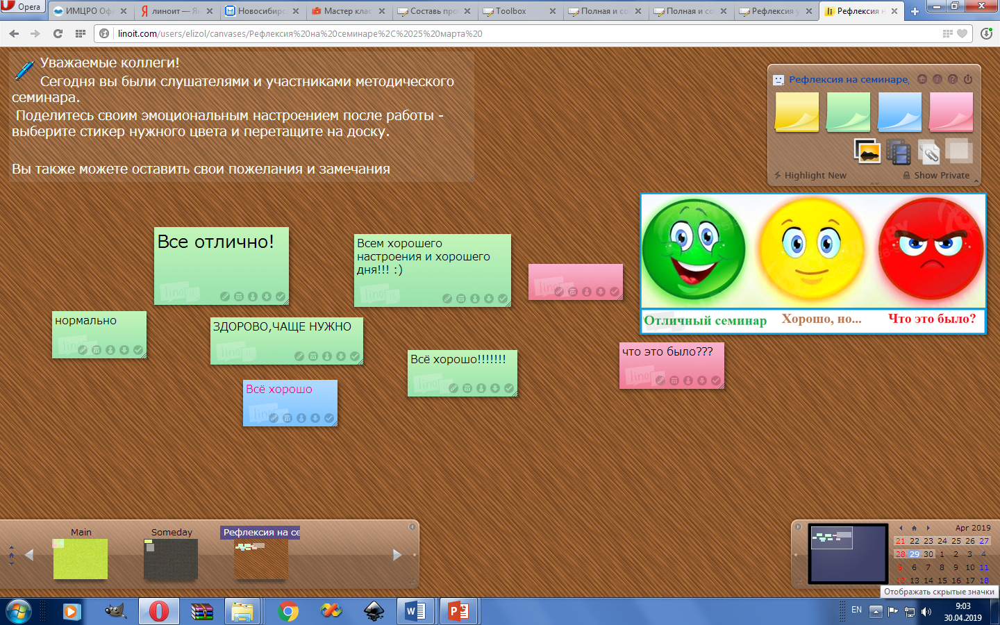 Opera
ИМЦРО Офи
линоит — Ян
Новосибирс
Мастер клас
Составь про
Toolbox
Полная и со
Полная и со
Рефлексия у
Рефлексия н
linoit.com/users/elizol/canvases/Рефлексия%20на%20семинаре%2C%2025%20марта%20
Уважаемые коллеги!
Сегодня вы были слушателями и участниками методического
семинара.
Поделитесь своим эмоциональным настроением после работы -
выберите стикер нужного цвета и перетащите на доску.
Вы также можете оставить свои пожелания и замечания
Рефлексия на семинаре,
Highlight New
Show Private
Все отлично!
Всем хорошего
настроения и хорошего
дня!!! :)
Отличный семинар
Хорошо, но...
Что это было?
нормально
ЗДОРОВО,ЧАЩЕ НУЖНО
Всё хорошо!!!!!!!
что это было???
Всё хорошо
Main
Someday
Рефлексия на се
Apr 2019
21 22 23 24 25 26 27
28 29 30 1 2 3 4
5 6 7 8 9 10 11
12 13 14 15 16 17 18
Отображать скрытые значки
EN
9:03
30.04.2019